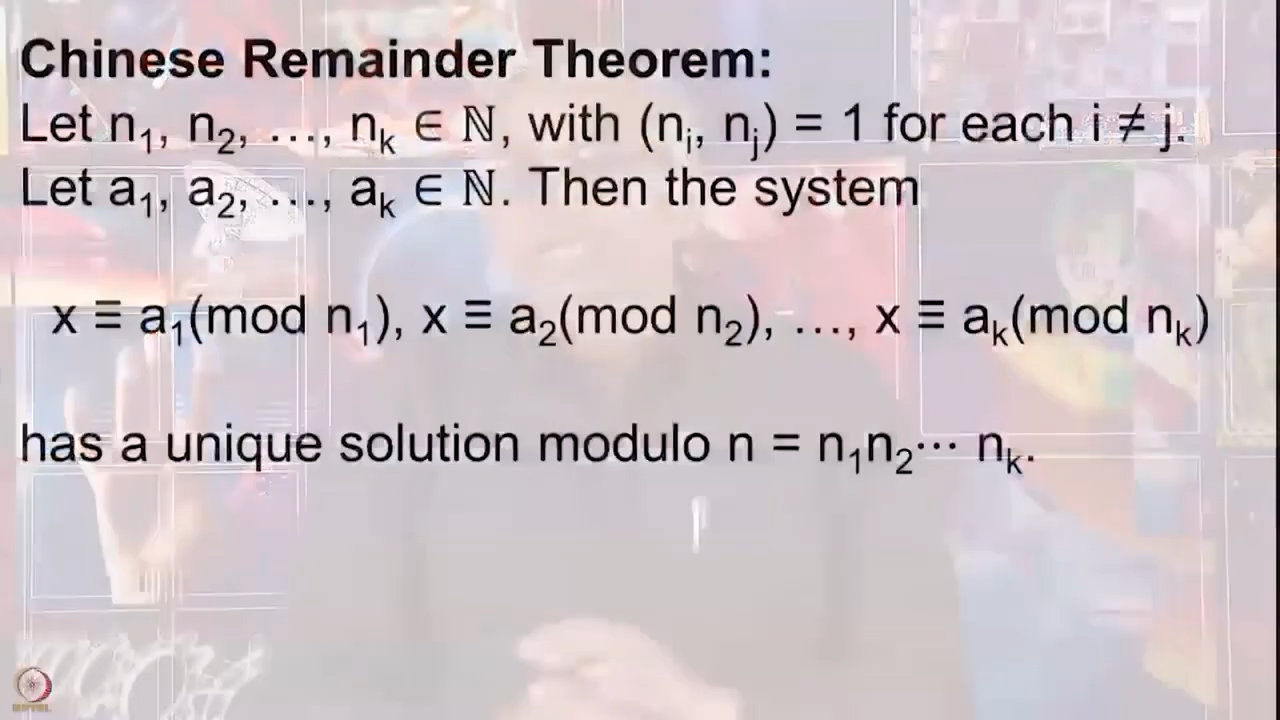 Chinese Remainder Theorem:
Let n₁, n₂, …, nₖ ∈ ℕ, with (nᵢ, nⱼ) = 1 for each i ≠ j.
Let a₁, a₂, …, aₖ ∈ ℕ. Then the system
x ≡ a₁(mod n₁), x ≡ a₂(mod n₂), …, x ≡ aₖ(mod nₖ)
has a unique solution modulo n = n₁n₂⋯ nₖ.
NPTEL